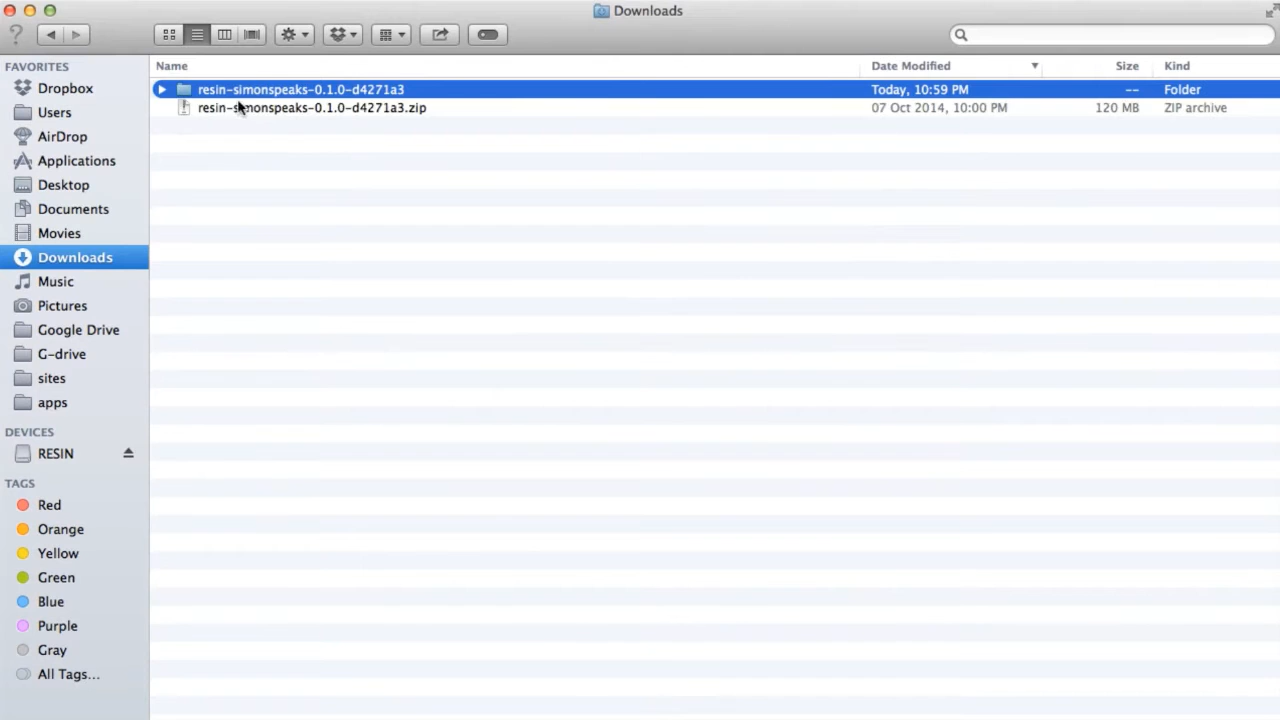 Downloads
?
Name
Date Modified
Size
Kind
FAVORITES
Dropbox
Users
AirDrop
Applications
Desktop
Documents
Movies
Downloads
Music
Pictures
Google Drive
G-drive
sites
apps
DEVICES
RESIN
TAGS
Red
Orange
Yellow
Green
Blue
Purple
Gray
All Tags...
resin-simonspeaks-0.1.0-d4271a3 Today, 10:59 PM -- Folder
resin-simonspeaks-0.1.0-d4271a3.zip 07 Oct 2014, 10:00 PM 120 MB ZIP archive